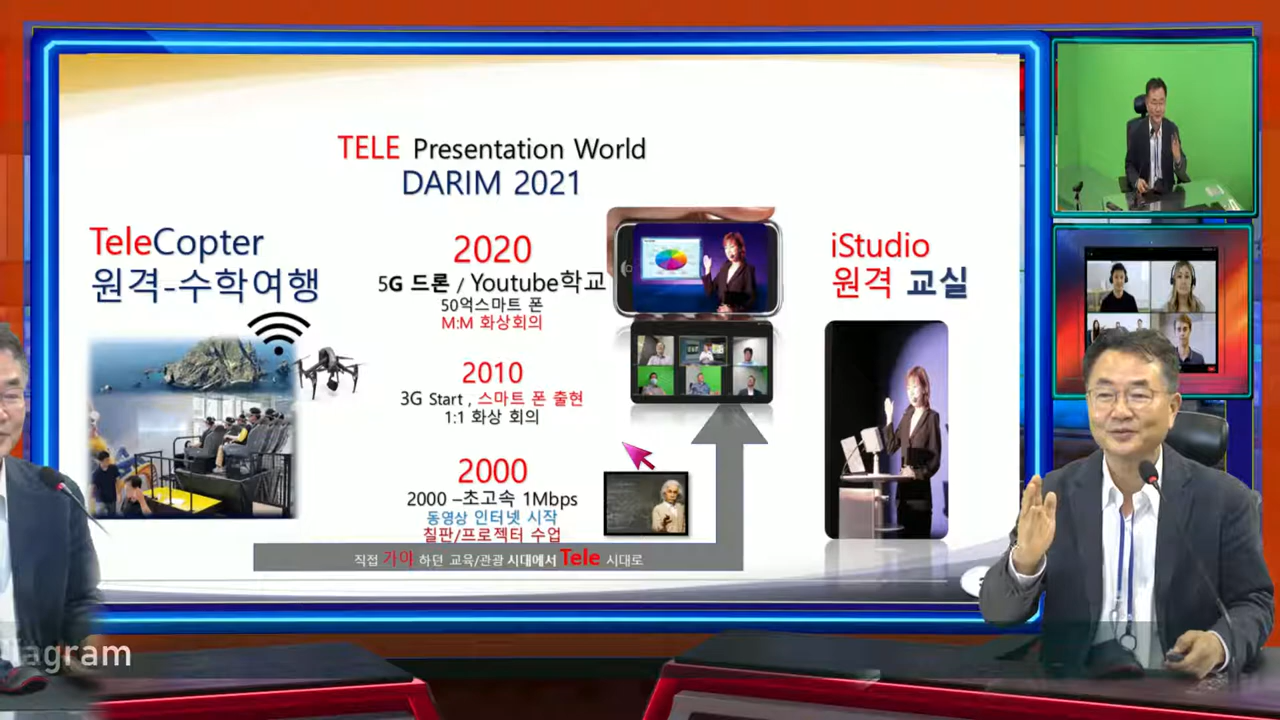 TELE Presentation World
DARIM 2021
TeleCopter
원격-수학여행
2020
5G 드론 / Youtube학교
50억스마트 폰
M:M 화상회의
2010
3G Start , 스마트 폰 출현
1:1 화상 회의
2000
2000 –초고속 1Mbps
동영상 인터넷 시작
칠판/프로젝터 수업
직접 가야 하던 교육/관광 시대에서 Tele 시대로
iStudio
원격 교실
iagram